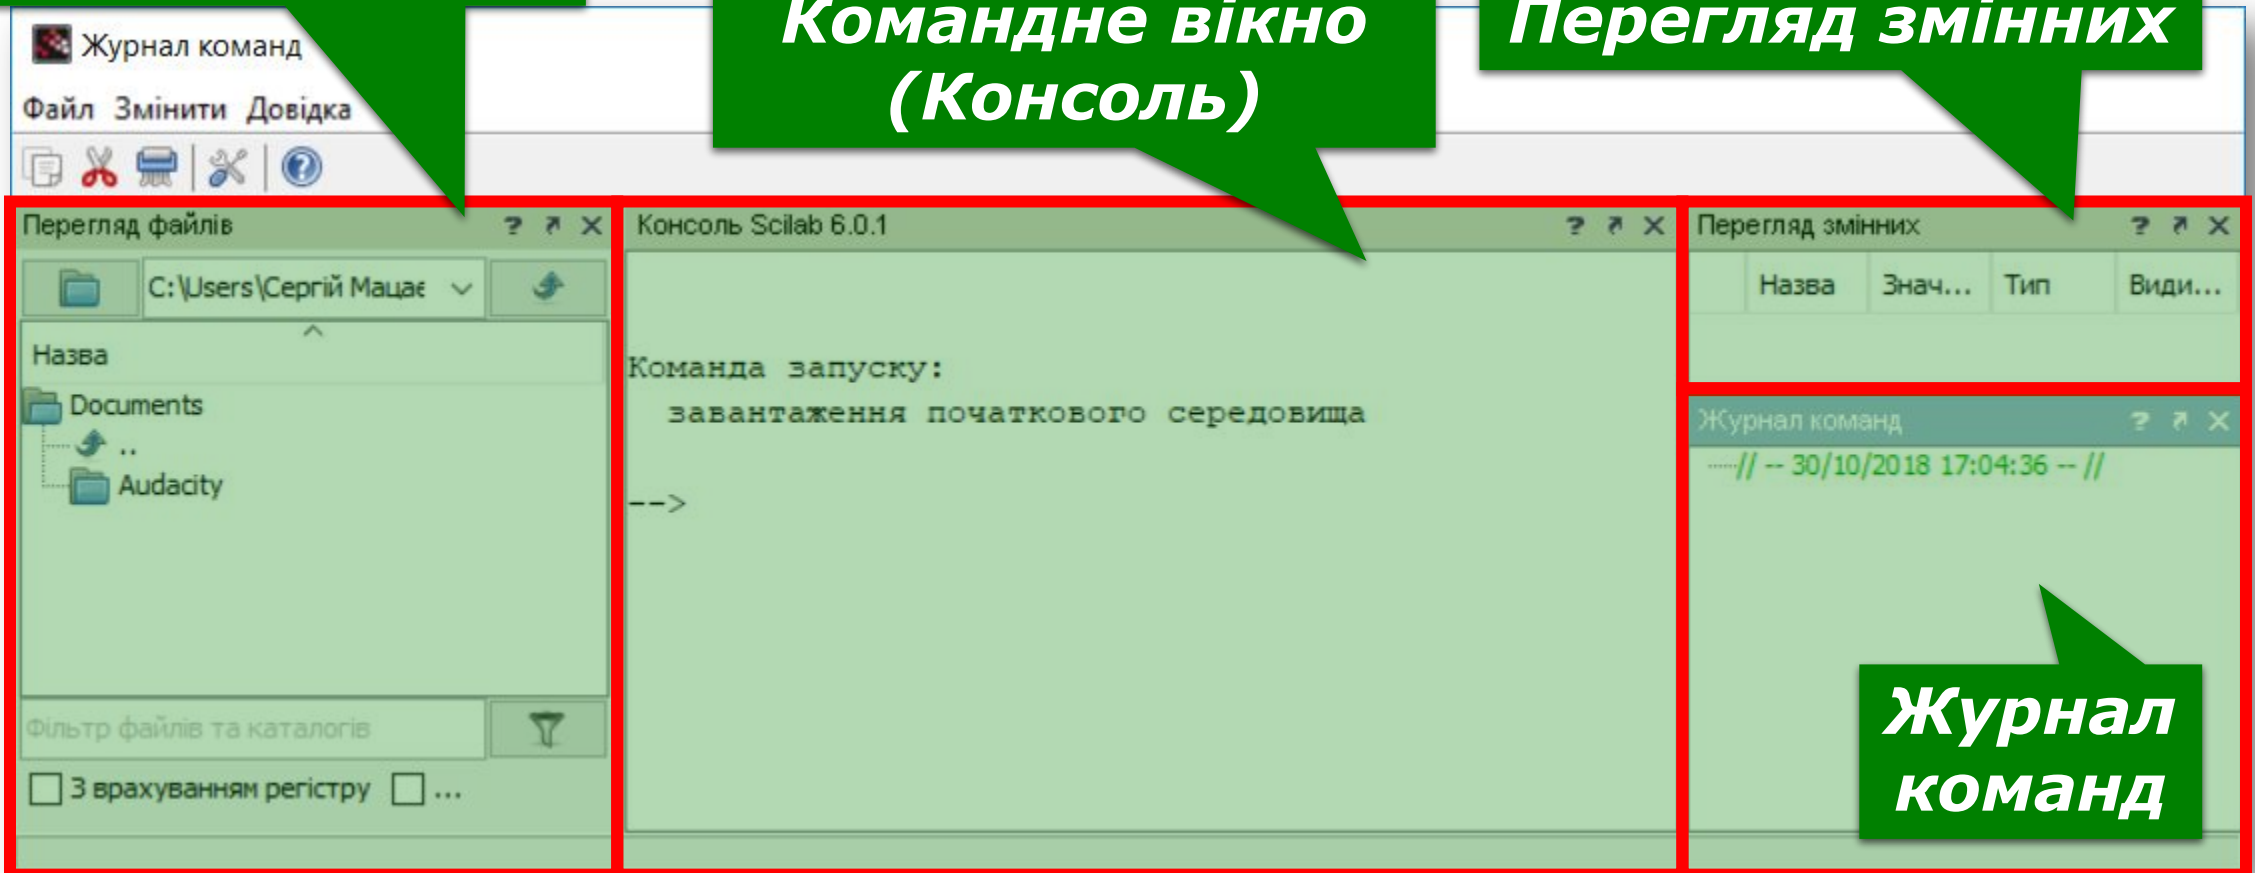 Командне вікно
(Консоль)
Перегляд змінних
Журнал команд
Файл Змінити Довідка
Перегляд файлів
C:\Users\Сергій Мацає
Назва
Documents
..
Audacity
Фільтр файлів та каталогів
З врахуванням регістру ...
Консоль Scilab 6.0.1
Команда запуску:
завантаження початкового середовища
-->
Перегляд змінних
Назва Знач... Тип Види...
Журнал команд
// -- 30/10/2018 17:04:36 -- //
Журнал
команд